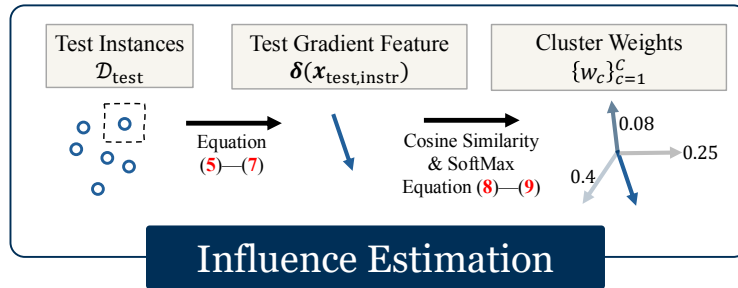 Test Instances
𝒟test
Test Gradient Feature
δ(xtest,instr)
Cluster Weights
{wc}Cc=1
Equation
(5)—(7)
Cosine Similarity
& SoftMax
Equation (8)—(9)
0.08
0.25
0.4
Influence Estimation